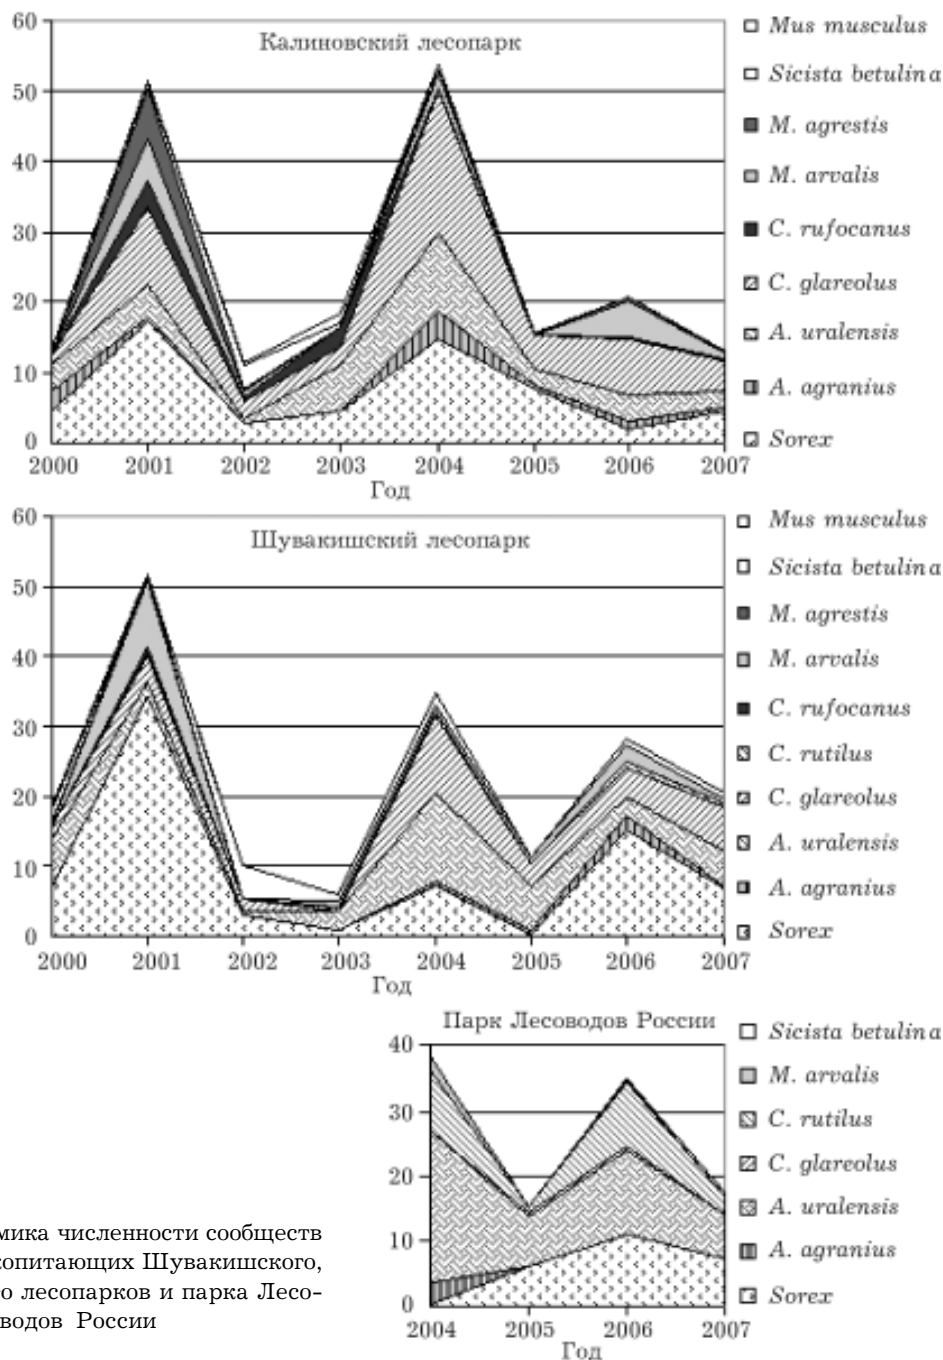 60
Калиновский лесопарк
50
40
30
20
10
0
2000 2001 2002 2003 2004 2005 2006 2007
Год
Mus musculus
Sicista betulina
M. agrestis
M. arvalis
C. rufocanus
C. glareolus
A. uralensis
A. agranius
Sorex
60
Шувакишский лесопарк
50
40
30
20
10
0
2000 2001 2002 2003 2004 2005 2006 2007
Год
Mus musculus
Sicista betulina
M. agrestis
M. arvalis
C. rufocanus
C. rutilus
C. glareolus
A. uralensis
A. agranius
Sorex
Парк Лесоводов России
40
30
20
10
0
2004 2005 2006 2007
Год
Sicista betulina
M. arvalis
C. rutilus
C. glareolus
A. uralensis
A. agranius
Sorex
мика численности сообществ
копитающих Шувакишского,
о лесопарков и парка Лесо-
водов России